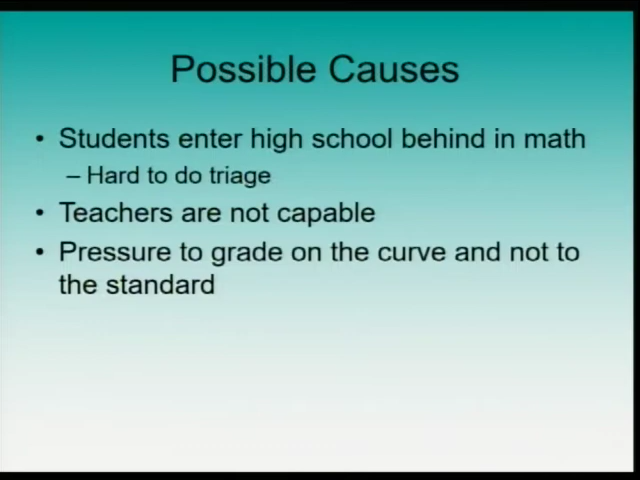 Possible Causes
• Students enter high school behind in math
– Hard to do triage
• Teachers are not capable
• Pressure to grade on the curve and not to
the standard